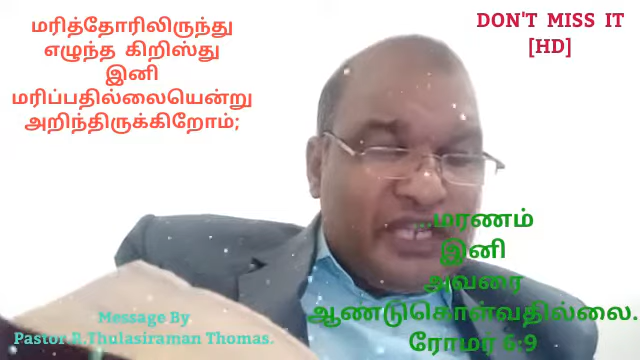 மரித்தோரிலிருந்து
எழுந்த கிறிஸ்து
இனி
மரிப்பதில்லையென்று
அறிந்திருக்கிறோம்;
DON'T MISS IT
[HD]
...மரணம்
இனி
அவரை
ஆண்டுகொள்வதில்லை.
ரோமர் 6:9
Message By
Pastor R.Thulasiraman Thomas.